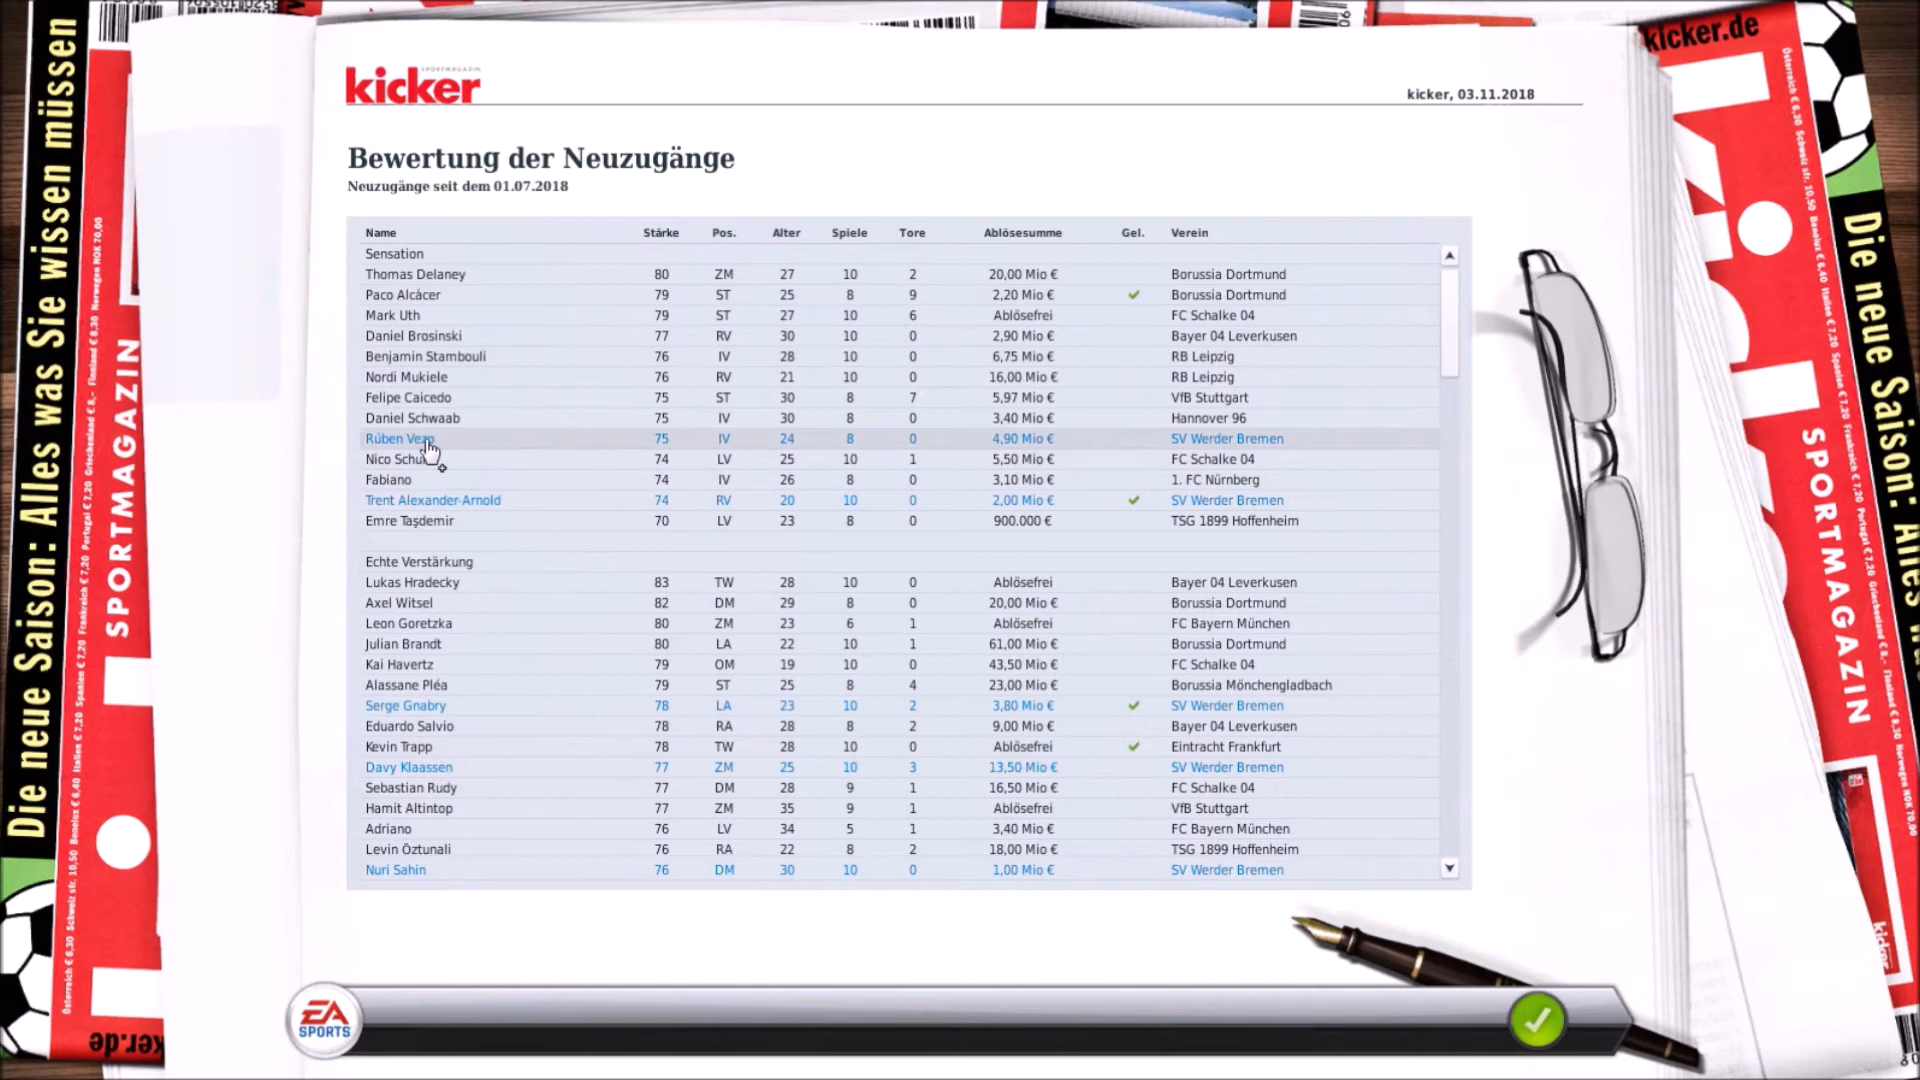 kicker
SPORTMAGAZIN
kicker, 03.11.2018
Bewertung der Neuzugänge
Neuzugänge seit dem 01.07.2018
Name Stärke Pos. Alter Spiele Tore Ablösesumme Gel. Verein
Sensation
Thomas Delaney 80 ZM 27 10 2 20,00 Mio € Borussia Dortmund
Paco Alcácer 79 ST 25 8 9 2,20 Mio € ✓ Borussia Dortmund
Mark Uth 79 ST 27 10 6 Ablösefrei FC Schalke 04
Daniel Brosinski 77 RV 30 10 0 2,90 Mio € Bayer 04 Leverkusen
Benjamin Stambouli 76 IV 28 10 0 6,75 Mio € RB Leipzig
Nordi Mukiele 76 RV 21 10 0 16,00 Mio € RB Leipzig
Felipe Caicedo 75 ST 30 8 7 5,97 Mio € VfB Stuttgart
Daniel Schwaab 75 IV 30 8 0 3,40 Mio € Hannover 96
Rúben Vezo 75 IV 24 8 0 4,90 Mio € SV Werder Bremen
Nico 74 LV 25 10 1 5,50 Mio € FC Schalke 04
Fabiano 74 IV 26 8 0 3,10 Mio € 1. FC Nürnberg
Trent Alexander-Arnold 74 RV 20 10 0 2,00 Mio € ✓ SV Werder Bremen
Emre Taşdemir 70 LV 23 8 0 900.000 € TSG 1899 Hoffenheim
Echte Verstärkung
Lukas Hradecky 83 TW 28 10 0 Ablösefrei Bayer 04 Leverkusen
Axel Witsel 82 DM 29 8 0 20,00 Mio € Borussia Dortmund
Leon Goretzka 80 ZM 23 6 1 Ablösefrei FC Bayern München
Julian Brandt 80 LA 22 10 1 61,00 Mio € Borussia Dortmund
Kai Havertz 79 OM 19 10 0 43,50 Mio € FC Schalke 04
Alassane Pléa 79 ST 25 8 4 23,00 Mio € Borussia Mönchengladbach
Serge Gnabry 78 LA 23 10 2 3,80 Mio € ✓ SV Werder Bremen
Eduardo Salvio 78 RA 28 8 2 9,00 Mio € Bayer 04 Leverkusen
Kevin Trapp 78 TW 28 10 0 Ablösefrei ✓ Eintracht Frankfurt
Davy Klaassen 77 ZM 25 10 3 13,50 Mio € SV Werder Bremen
Sebastian Rudy 77 DM 28 9 1 16,50 Mio € FC Schalke 04
Hamit Altintop 77 ZM 35 9 1 Ablösefrei VfB Stuttgart
Adriano 76 LV 34 5 1 3,40 Mio € FC Bayern München
Levin Öztunali 76 RA 22 8 2 18,00 Mio € TSG 1899 Hoffenheim
Nuri Sahin 76 DM 30 10 0 1,00 Mio € SV Werder Bremen
EA
SPORTS
Die neue Saison: Alles was Sie wissen müssen
SPORTMAGAZIN
kicker.de
SPORTMAGAZIN
Die neue Saison: Alles
kicker